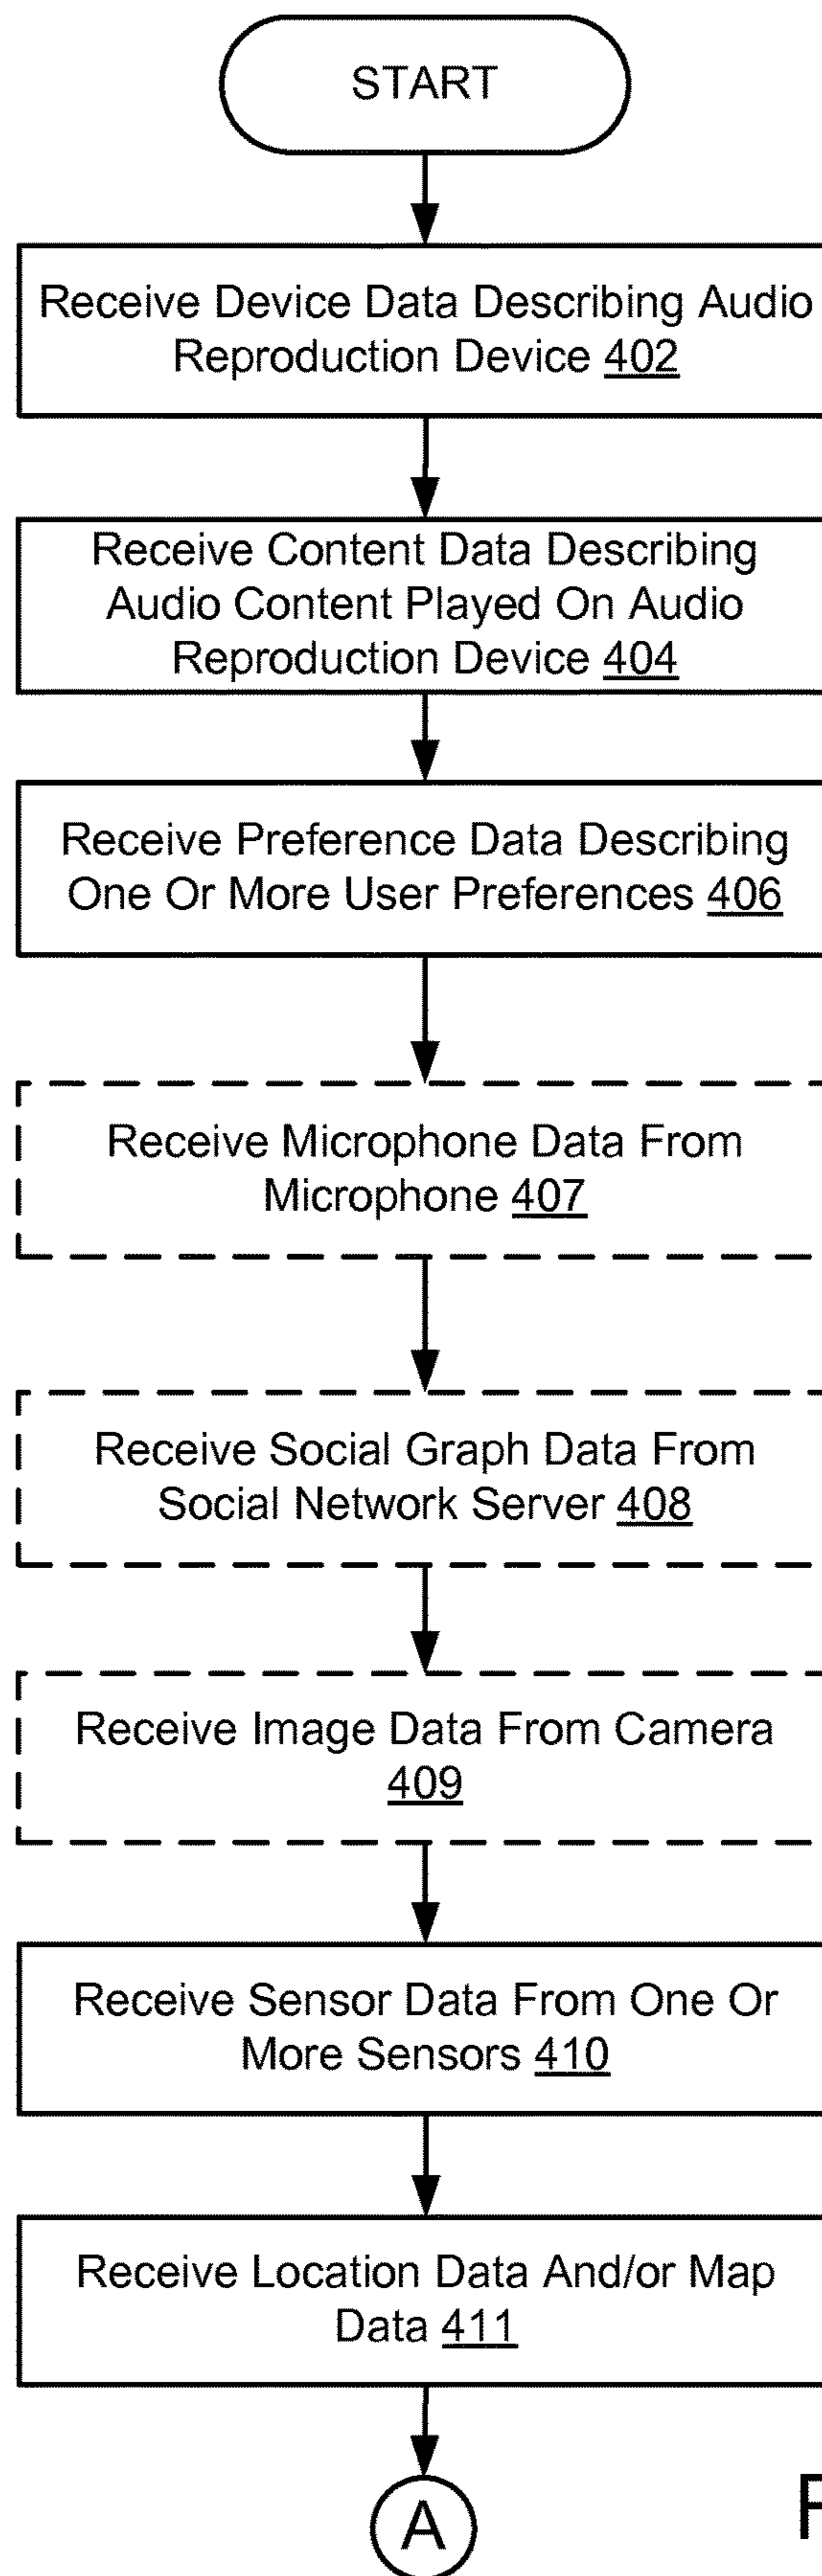 START
Receive Device Data Describing Audio
Reproduction Device 402
Receive Content Data Describing
Audio Content Played On Audio
Reproduction Device 404
Receive Preference Data Describing
One Or More User Preferences 406
Receive Microphone Data From
Microphone 407
Receive Social Graph Data From
Social Network Server 408
Receive Image Data From Camera
409
Receive Sensor Data From One Or
More Sensors 410
Receive Location Data And/or Map
Data 411
A